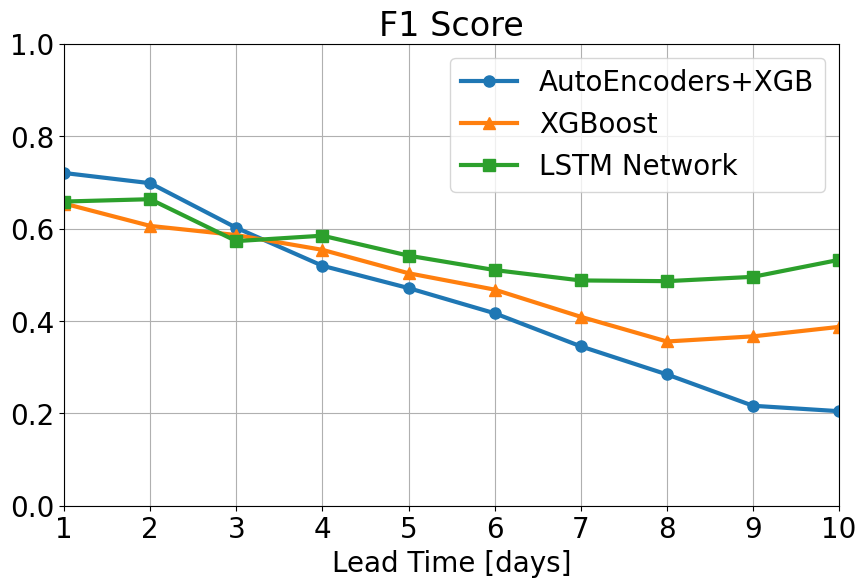 F1 Score
AutoEncoders+XGB
XGBoost
LSTM Network
1.0
0.8
0.6
0.4
0.2
0.0
1 2 3 4 5 6 7 8 9 10
Lead Time [days]